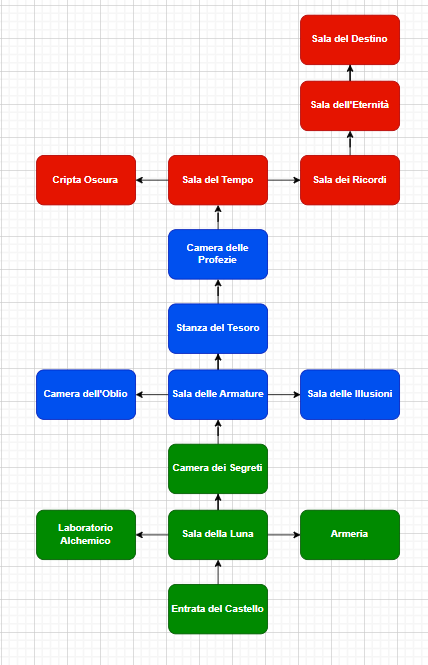 Sala del Destino
Sala dell'Eternità
Cripta Oscura
Sala del Tempo
Sala dei Ricordi
Camera delle
Profezie
Stanza del Tesoro
Camera dell'Oblio
Sala delle Armature
Sala delle Illusioni
Camera dei Segreti
Laboratorio
Alchemico
Sala della Luna
Armeria
Entrata del Castello